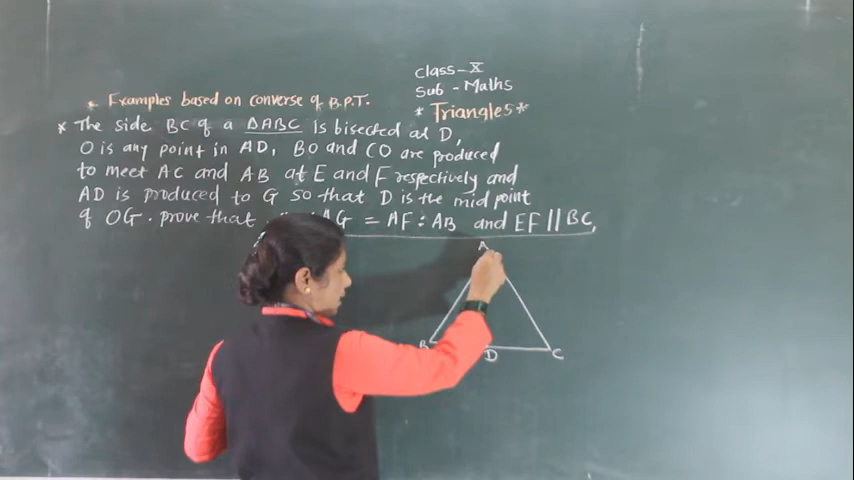 Class-X
Sub - Maths
* Triangles *
* Examples based on converse of B.P.T.
* The side BC of a ΔABC is bisected at D,
O is any point in AD, BO and CO are produced
to meet AC and AB at E and F respectively and
AD is produced to G so that D is the mid point
of OG. prove that AG = AF : AB and EF || BC,
A
B
D
C